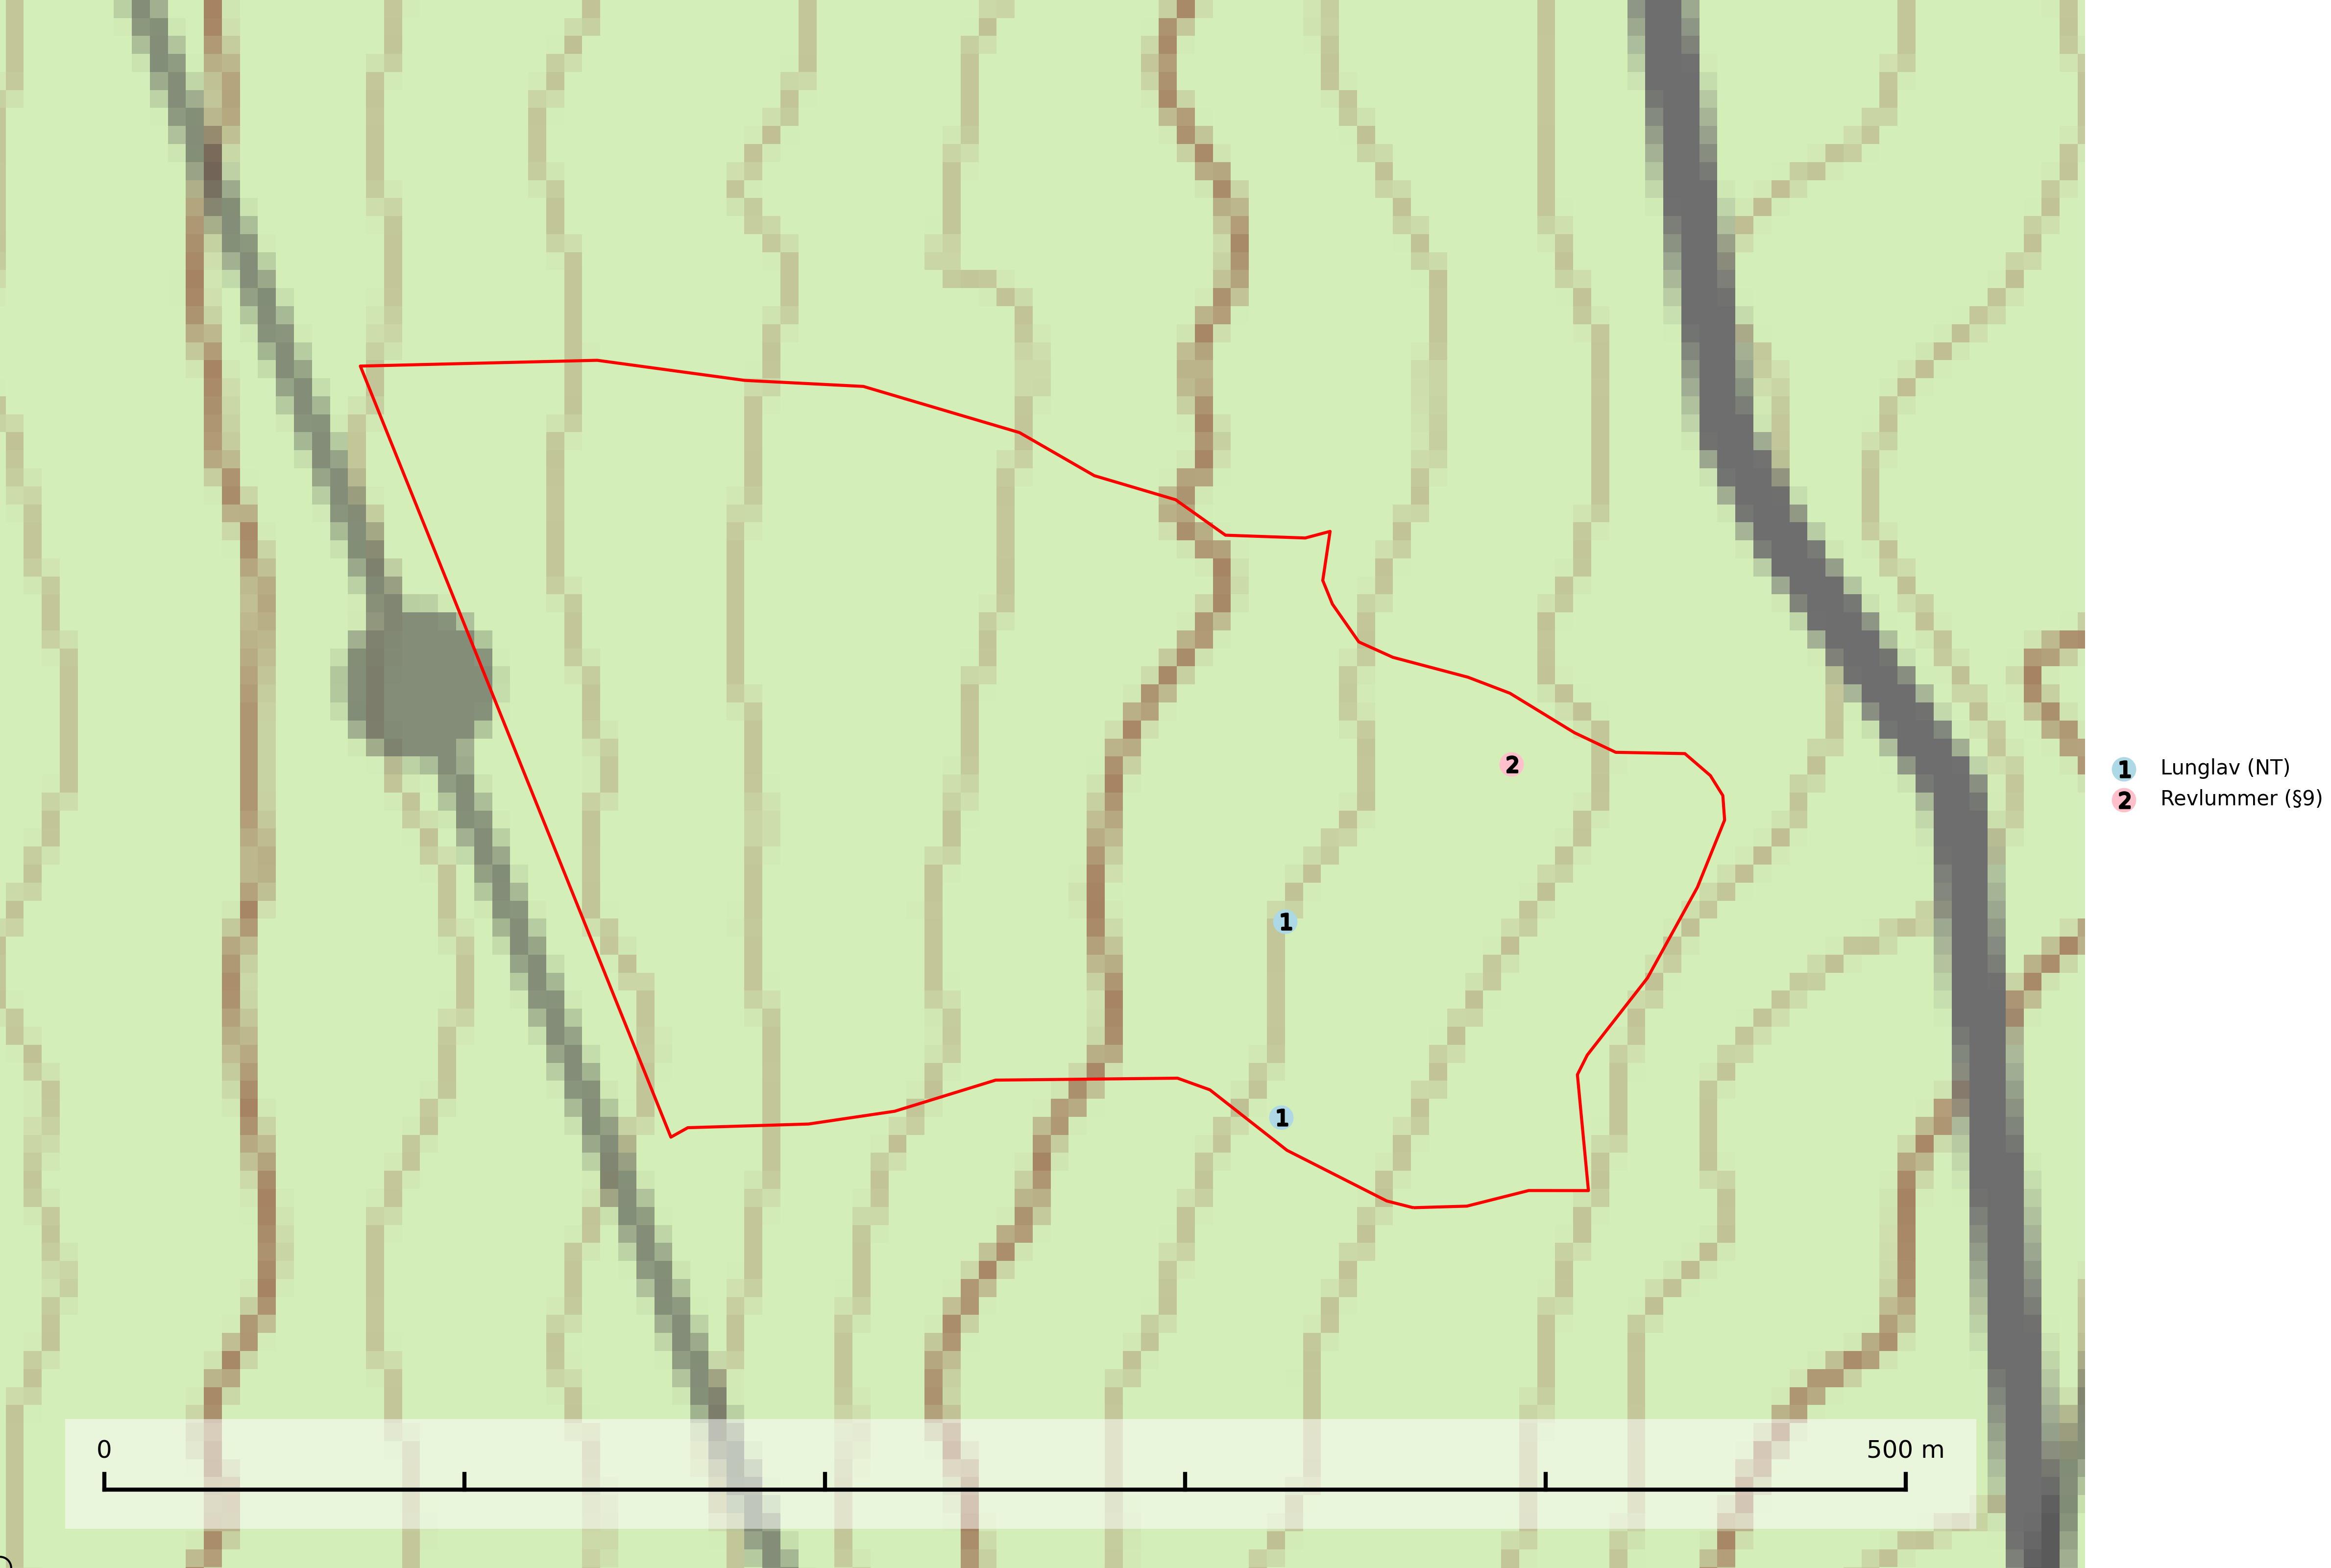 2
1
1
0 500 m
1 Lunglav (NT)
2 Revlummer (§9)